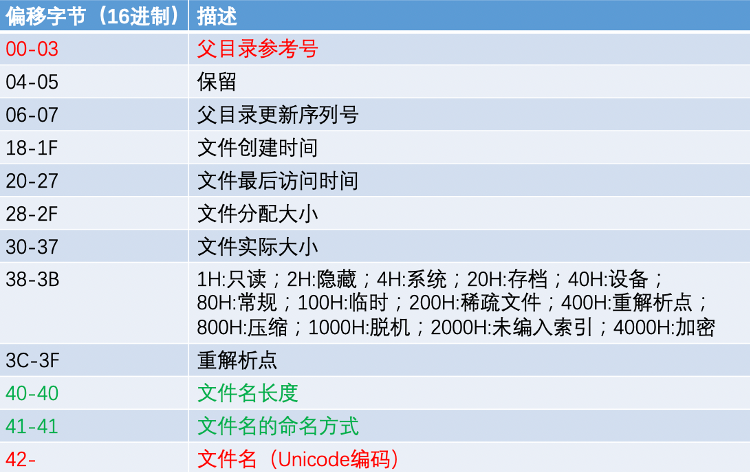 偏移字节（16进制） 描述
00-03 父目录参考号
04-05 保留
06-07 父目录更新序列号
18-1F 文件创建时间
20-27 文件最后访问时间
28-2F 文件分配大小
30-37 文件实际大小
38-3B 1H:只读；2H:隐藏；4H:系统；20H:存档；40H:设备；
80H:常规；100H:临时；200H:稀疏文件；400H:重解析点；
800H:压缩；1000H:脱机；2000H:未编入索引；4000H:加密
3C-3F 重解析点
40-40 文件名长度
41-41 文件名的命名方式
42- 文件名（Unicode编码）